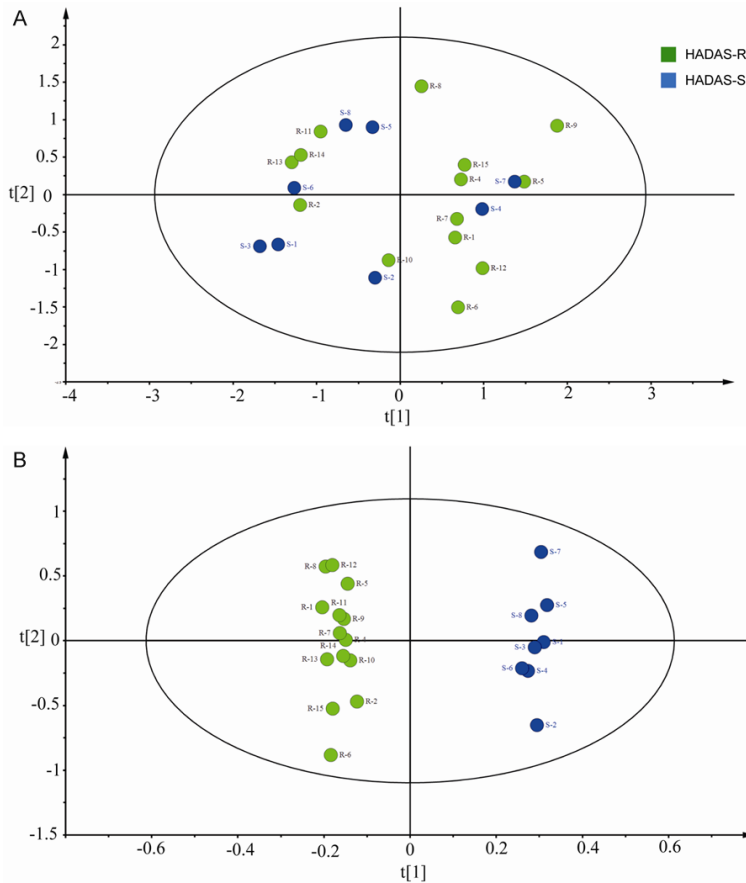 A
HADAS-R
HADAS-S
2
1.5
1
0.5
t[2] 0
-0.5
-1
-1.5
-2
R-8
S-8
S-5
R-11
R-9
R-14
R-13
R-15
R-4
S-7
R-5
S-6
R-2
S-4
R-7
R-1
S-3
S-1
R-10
R-12
S-2
R-6
-4 -3 -2 -1 0 1 2 3
t[1]
B
1
0.5
t[2] 0
-0.5
-1
-1.5
R-8
R-12
R-5
R-1
R-11
R-9
R-7
R-4
R-14
R-13
R-10
R-2
R-15
R-6
S-7
S-5
S-8
S-1
S-3
S-6
S-4
S-2
-0.6 -0.4 -0.2 0 0.2 0.4 0.6
t[1]